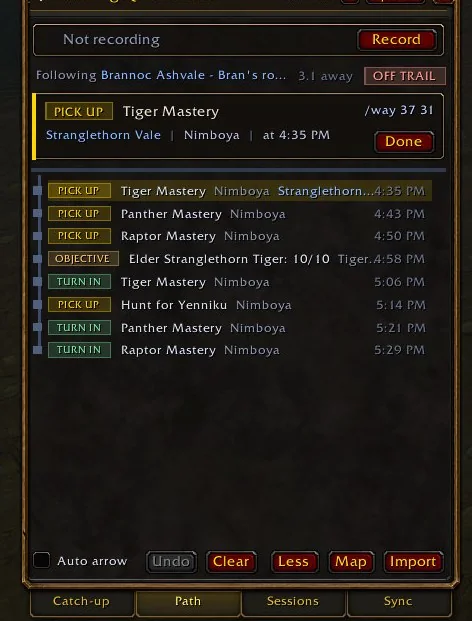 Not recording Record
Following Brannoc Ashvale - Bran's ro... 3.1 away OFF TRAIL
PICK UP Tiger Mastery /way 37 31
Stranglethorn Vale | Nimboya | at 4:35 PM Done
PICK UP Tiger Mastery Nimboya Stranglethorn...4:35 PM
PICK UP Panther Mastery Nimboya 4:43 PM
PICK UP Raptor Mastery Nimboya 4:50 PM
OBJECTIVE Elder Stranglethorn Tiger: 10/10 Tiger..4:58 PM
TURN IN Tiger Mastery Nimboya 5:06 PM
PICK UP Hunt for Yenniku Nimboya 5:14 PM
TURN IN Panther Mastery Nimboya 5:21 PM
TURN IN Raptor Mastery Nimboya 5:29 PM
Auto arrow Undo Clear Less Map Import
Catch-up Path Sessions Sync